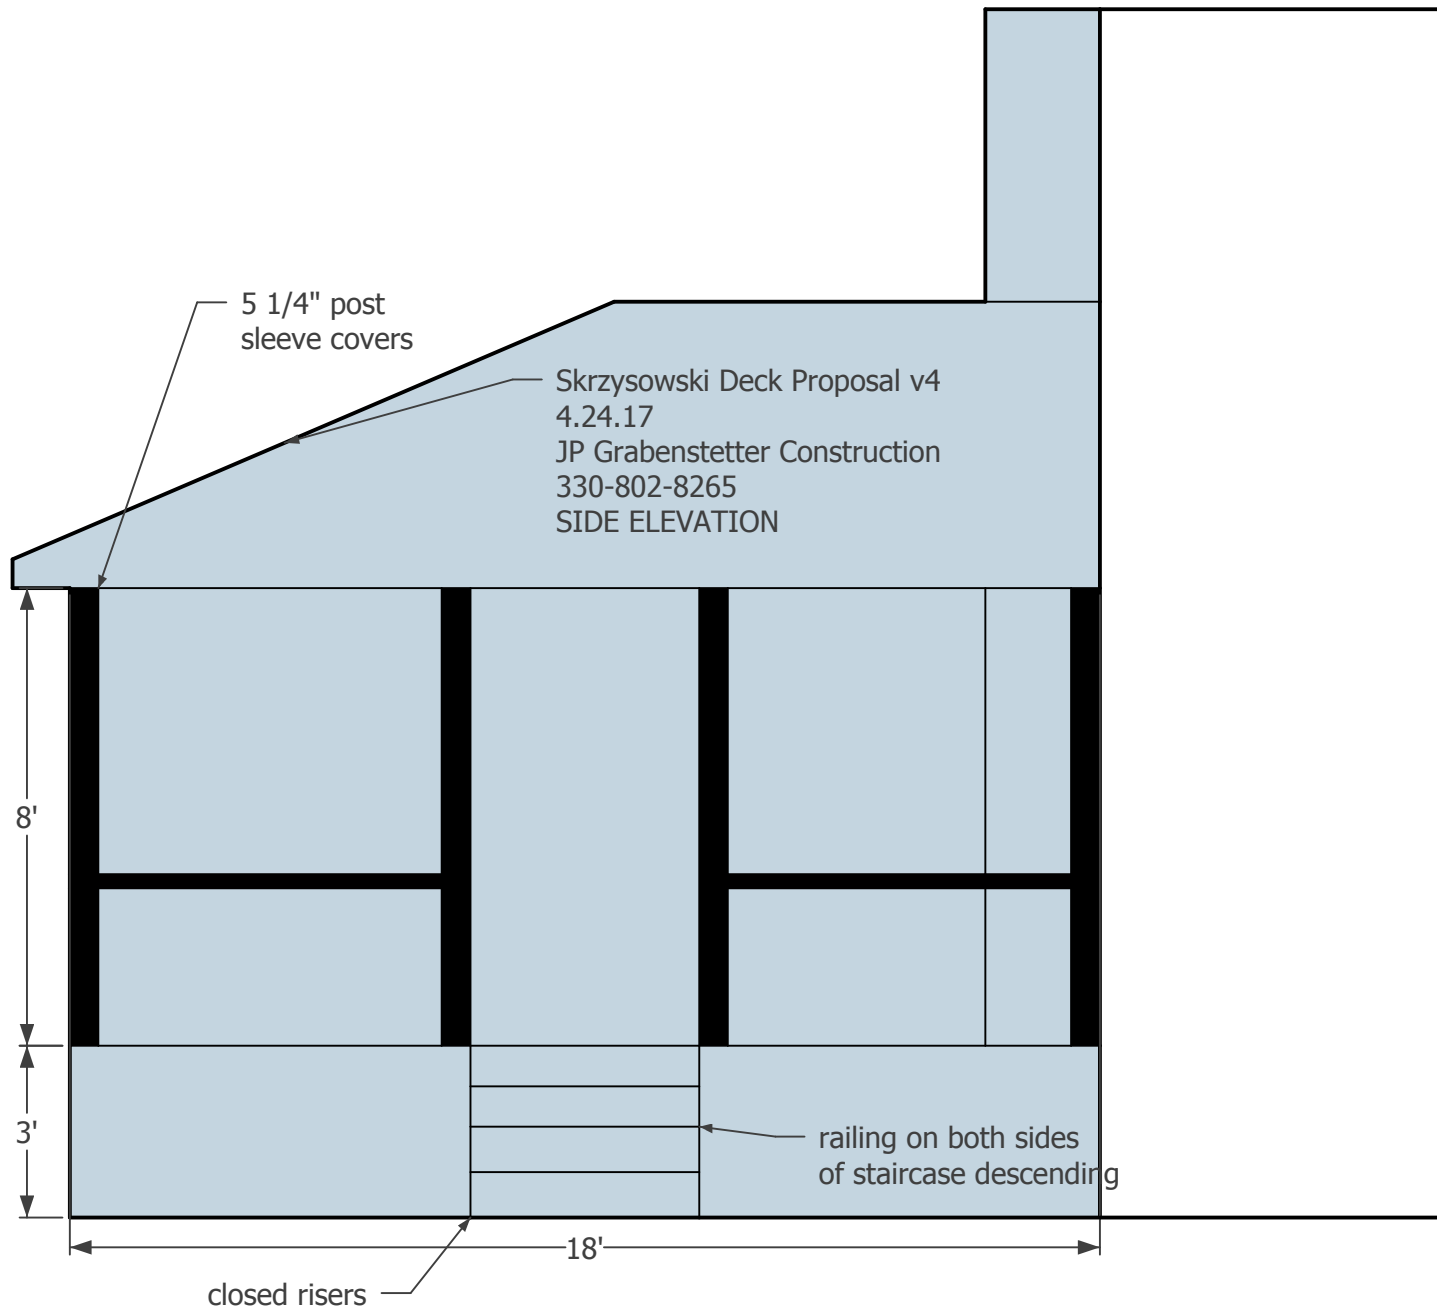 5 1/4" post
sleeve covers
Skrzysowski Deck Proposal v4
4.24.17
JP Grabenstetter Construction
330-802-8265
SIDE ELEVATION
8'
3'
railing on both sides
of staircase descending
18'
closed risers